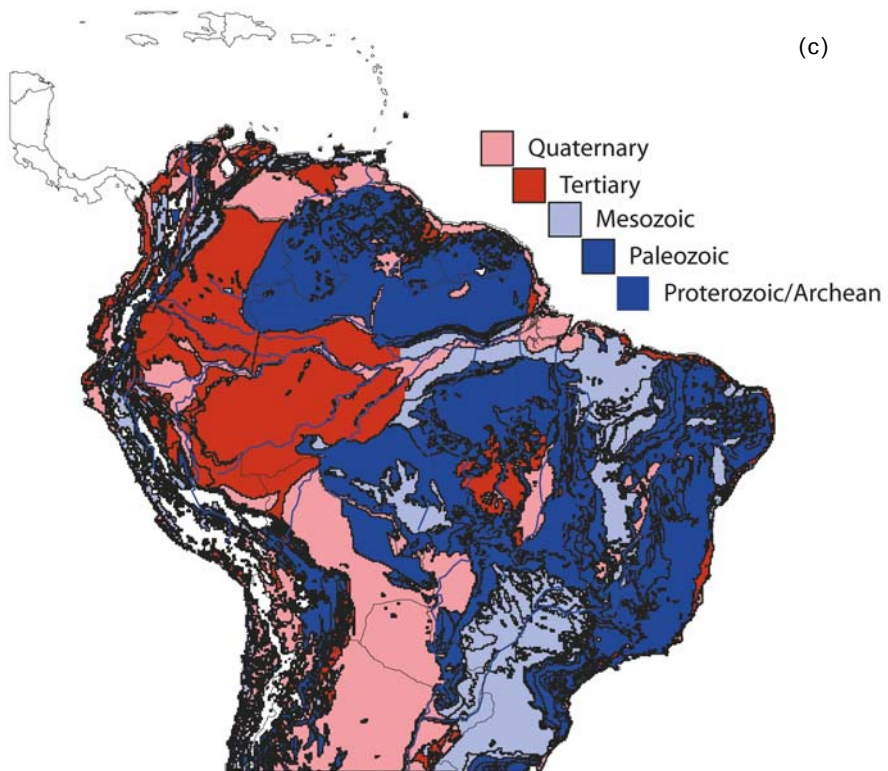 (c)
Quaternary
Tertiary
Mesozoic
Paleozoic
Proterozoic/Archean